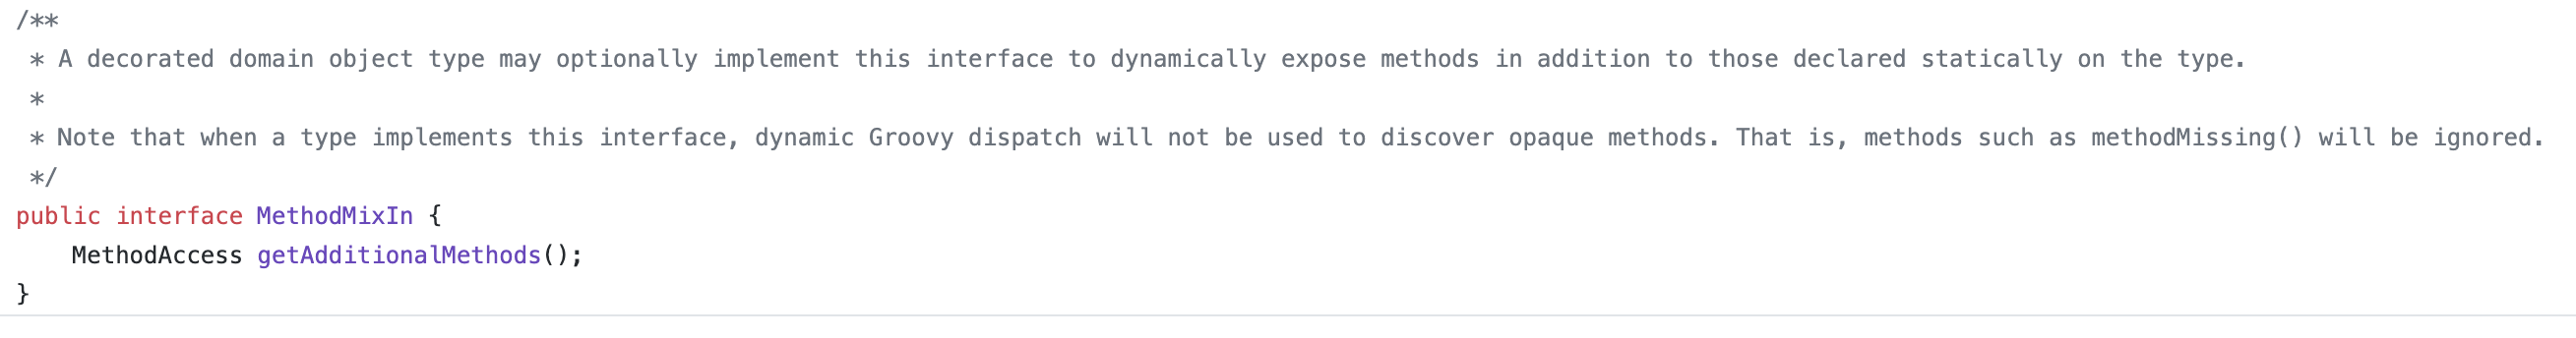 /**
 * A decorated domain object type may optionally implement this interface to dynamically expose methods in addition to those declared statically on the type.
 *
 * Note that when a type implements this interface, dynamic Groovy dispatch will not be used to discover opaque methods. That is, methods such as methodMissing() will be ignored.
 */
public interface MethodMixIn {
    MethodAccess getAdditionalMethods();
}